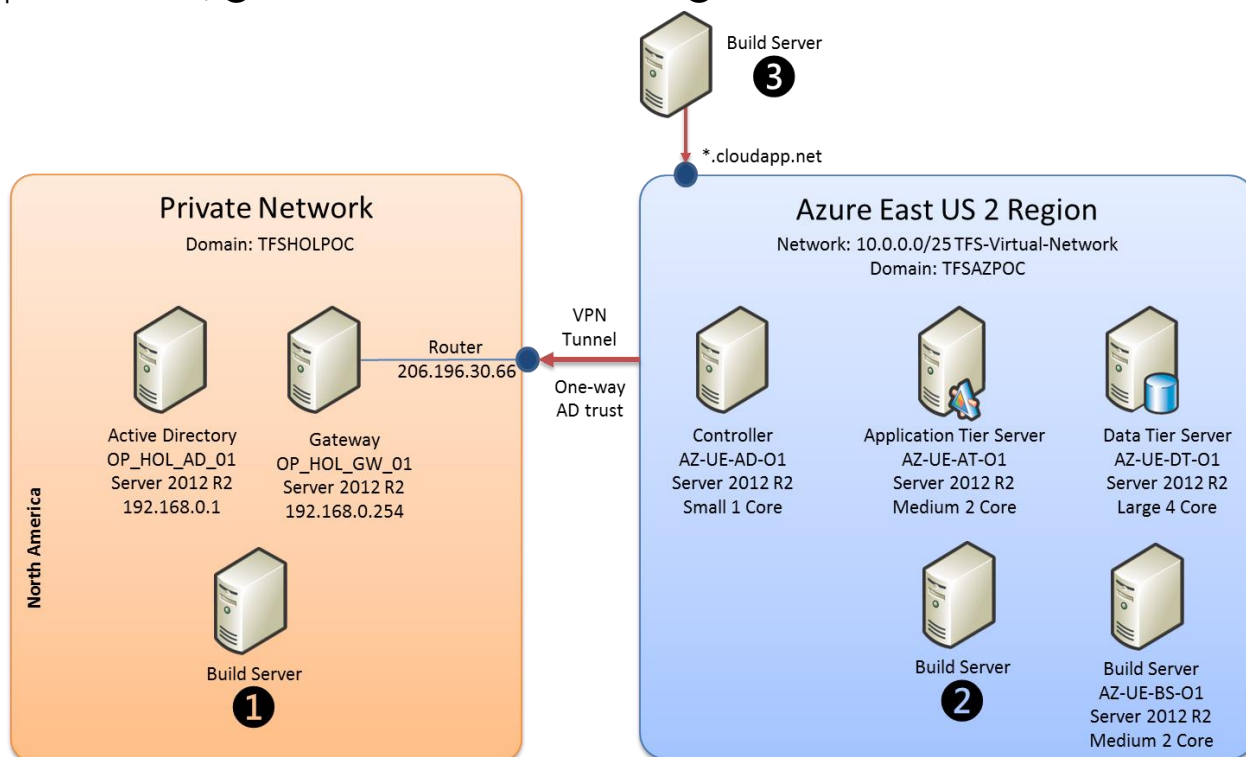 Build Server
3
*.cloudapp.net
Private Network
Domain: TFSHOLPOC
Azure East US 2 Region
Network: 10.0.0.0/25 TFS-Virtual-Network
Domain: TFSAZPOC
VPN
Tunnel
Router
206.196.30.66
One-way
AD trust
Active Directory
OP_HOL_AD_01
Server 2012 R2
192.168.0.1
Gateway
OP_HOL_GW_01
Server 2012 R2
192.168.0.254
Controller
AZ-UE-AD-O1
Server 2012 R2
Small 1 Core
Application Tier Server
AZ-UE-AT-O1
Server 2012 R2
Medium 2 Core
Data Tier Server
AZ-UE-DT-O1
Server 2012 R2
Large 4 Core
North America
Build Server
1
Build Server
2
Build Server
AZ-UE-BS-O1
Server 2012 R2
Medium 2 Core